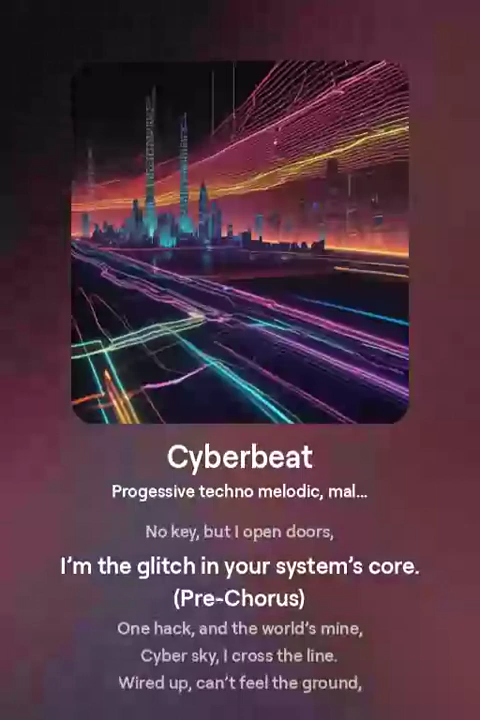 Cyberbeat
Progessive techno melodic, mal...
No key, but I open doors,
I'm the glitch in your system's core.
(Pre-Chorus)
One hack, and the world's mine,
Cyber sky, I cross the line.
Wired up, can't feel the ground,